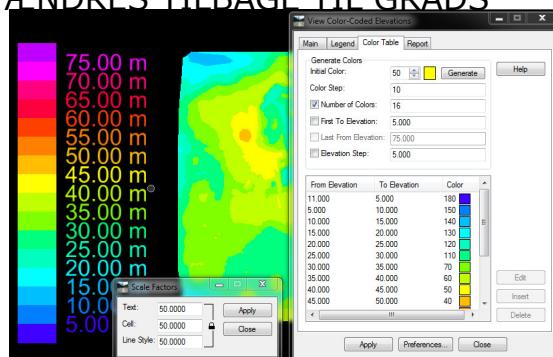 ÆNDRES TILBAGE TIL GRADS
View Color-Coded Elevations
Main Legend Color Table Report
Generate Colors
Initial Color: 50 Generate Help
Color Step: 10
Number of Colors: 16
First To Elevation: 5.000
Last From Elevation: 75.000
Elevation Step: 5.000
From Elevation To Elevation Color
11.000 5.000 180
5.000 10.000 150
10.000 15.000 140
15.000 20.000 130
20.000 25.000 120
25.000 30.000 110
30.000 35.000 70
35.000 40.000 60
40.000 45.000 50
45.000 50.000 40
Edit
Insert
Delete
Apply Preferences... Close
75.00 m
70.00 m
65.00 m
60.00 m
55.00 m
50.00 m
45.00 m
40.00 m
35.00 m
30.00 m
25.00 m
20.00 m
15.00
10.0
5.00
Scale Factors
Text: 50.0000 Apply
Cell: 50.0000 Close
Line Style: 50.0000